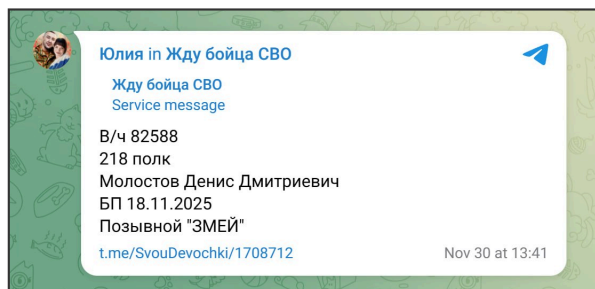 Юлия in Жду бойца СВО
Жду бойца СВО
Service message
В/ч 82588
218 полк
Молостов Денис Дмитриевич
БП 18.11.2025
Позывной "ЗМЕЙ"
t.me/SvouDevochki/1708712
Nov 30 at 13:41